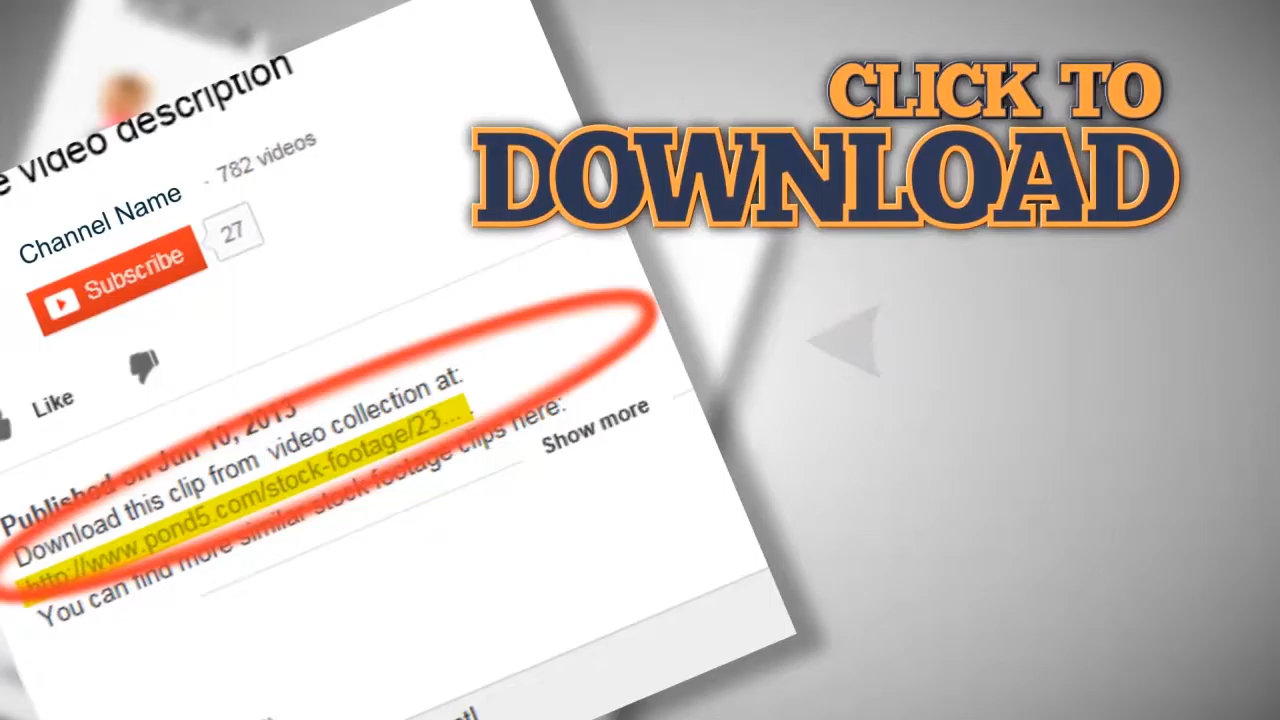 CLICK TO
DOWNLOAD
e video description
Channel Name · 782 videos
Subscribe 27
Like
Published on Jun 10, 2013
Download this clip from video collection at:
http://www.pond5.com/stock-footage/23... .
You can find more similar stock footage clips here:
Show more